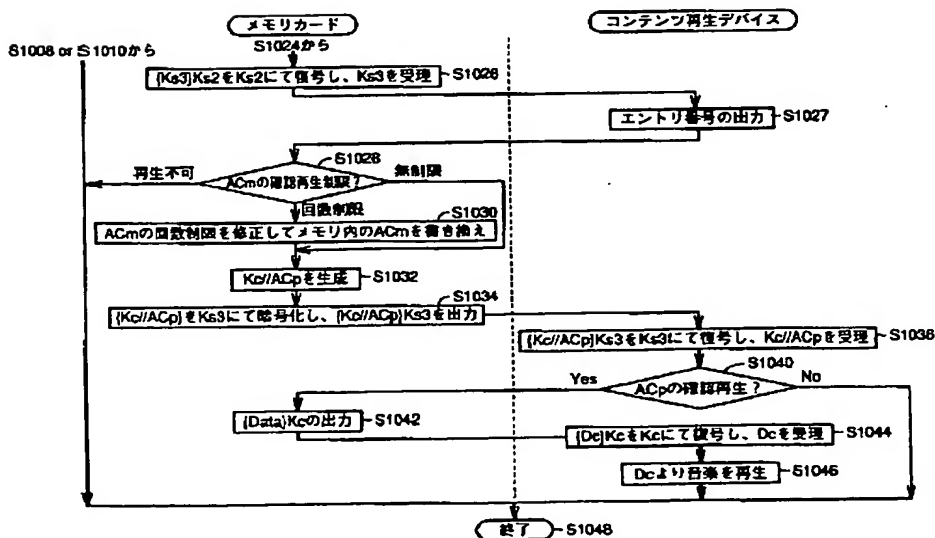 メモリカード
コンテンツ再生デバイス
S1024から
S1008 or S1010から
{Ks3}Ks2をKs2にて復号し、Ks3を受理
S1026
エントリ番号の出力
S1027
S1028
再生不可
ACmの確認再生制限?
無制限
回数制限
S1030
ACmの回数制限を修正してメモリ内のACmを書き換え
Kc//ACpを生成
S1032
S1034
{Kc//ACp}をKs3にて暗号化し、{Kc//ACp}Ks3を出力
{Kc//ACp}Ks3をKs3にて復号し、Kc//ACpを受理
S1036
S1040
Yes
ACpの確認再生?
No
{Data}Kcの出力
S1042
{Dc}KcをKcにて復号し、Dcを受理
S1044
Dcより音楽を再生
S1046
終了
S1048